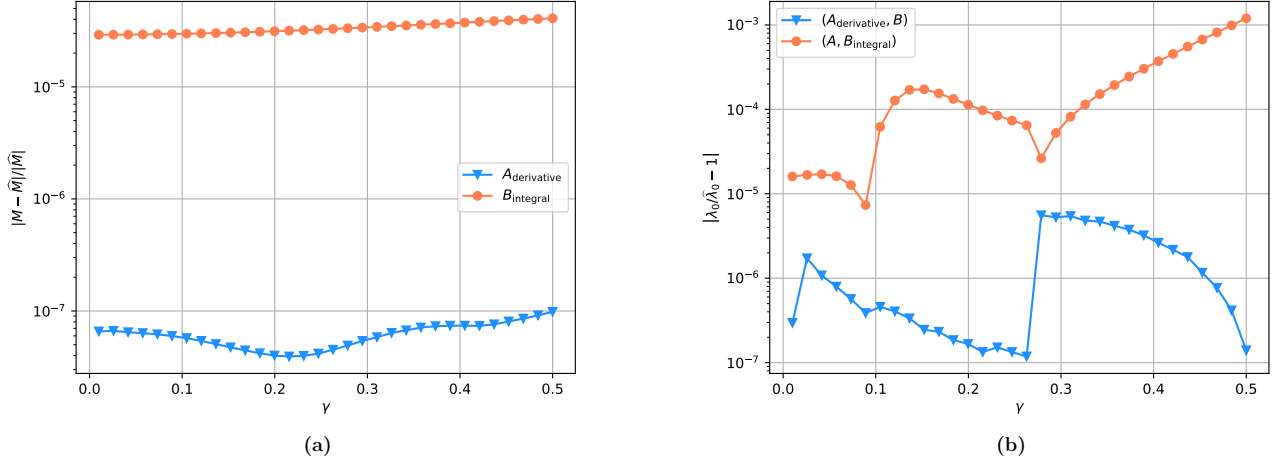 10⁻⁵
10⁻⁶
10⁻⁷
|M − M̂|/|M̂|
A_derivative
B_integral
0.0 0.1 0.2 0.3 0.4 0.5
γ
(a)
10⁻³
10⁻⁴
10⁻⁵
10⁻⁶
10⁻⁷
|λ₀/λ̂₀ − 1|
(A_derivative, B)
(A, B_integral)
0.0 0.1 0.2 0.3 0.4 0.5
γ
(b)